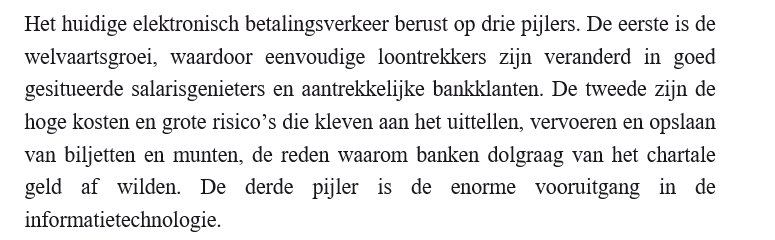 Het huidige elektronisch betalingsverkeer berust op drie pijlers. De eerste is de
welvaartsgroei, waardoor eenvoudige loontrekkers zijn veranderd in goed
gesitueerde salarisgenieters en aantrekkelijke bankklanten. De tweede zijn de
hoge kosten en grote risico’s die kleven aan het uittellen, vervoeren en opslaan
van biljetten en munten, de reden waarom banken dolgraag van het chartale
geld af wilden. De derde pijler is de enorme vooruitgang in de
informatietechnologie.